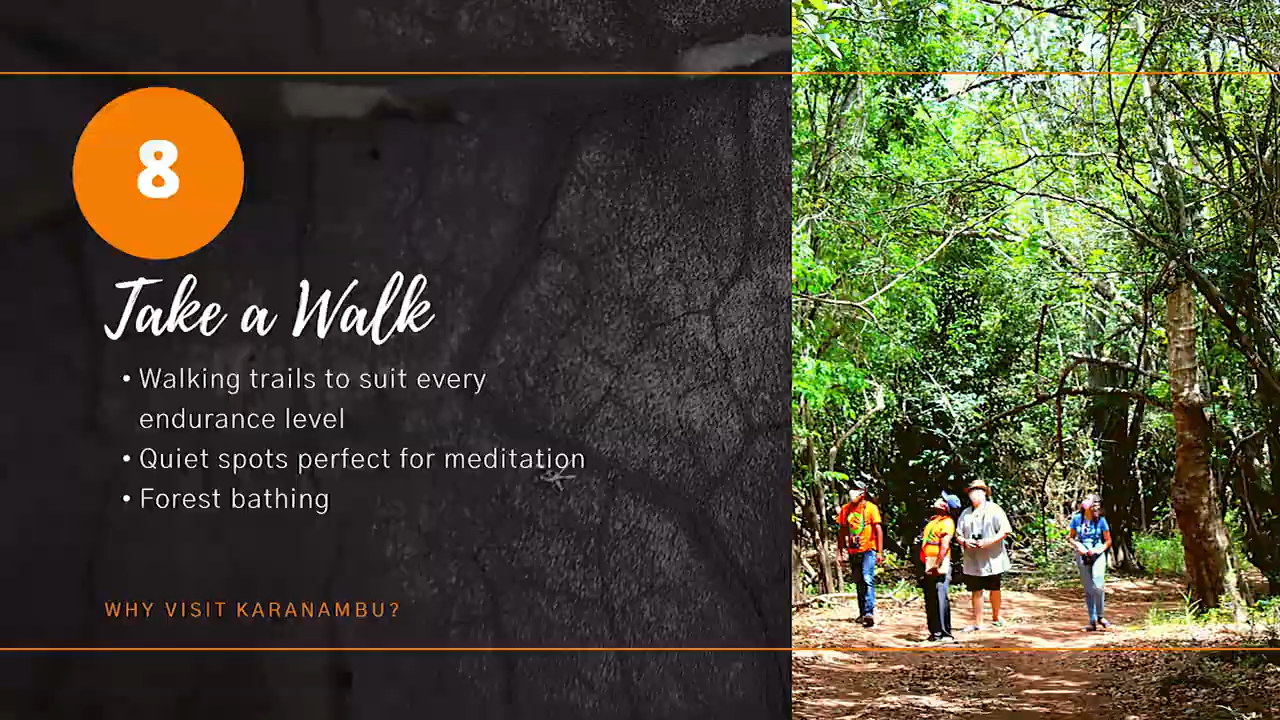 8
Take a Walk
• Walking trails to suit every
endurance level
• Quiet spots perfect for meditation
• Forest bathing
WHY VISIT KARANAMBU?